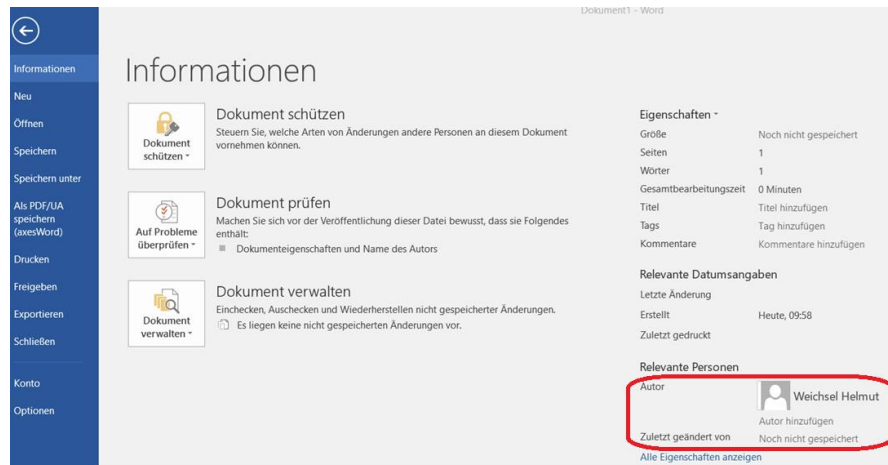 Dokument1 - Word
Informationen
Neu
Öffnen
Speichern
Speichern unter
Als PDF/UA
speichern
(axesWord)
Drucken
Freigeben
Exportieren
Schließen
Konto
Optionen
Informationen
Dokument
schützen
Dokument schützen
Steuern Sie, welche Arten von Änderungen andere Personen an diesem Dokument
vornehmen können.
Auf Probleme
überprüfen
Dokument prüfen
Machen Sie sich vor der Veröffentlichung dieser Datei bewusst, dass sie Folgendes
enthält:
Dokumenteigenschaften und Name des Autors
Dokument
verwalten
Dokument verwalten
Einchecken, Auschecken und Wiederherstellen nicht gespeicherter Änderungen.
Es liegen keine nicht gespeicherten Änderungen vor.
Eigenschaften
Größe Noch nicht gespeichert
Seiten 1
Wörter 1
Gesamtbearbeitungszeit 0 Minuten
Titel Titel hinzufügen
Tags Tag hinzufügen
Kommentare Kommentare hinzufügen
Relevante Datumsangaben
Letzte Änderung
Erstellt Heute, 09:58
Zuletzt gedruckt
Relevante Personen
Autor Weichsel Helmut
Autor hinzufügen
Zuletzt geändert von Noch nicht gespeichert
Alle Eigenschaften anzeigen